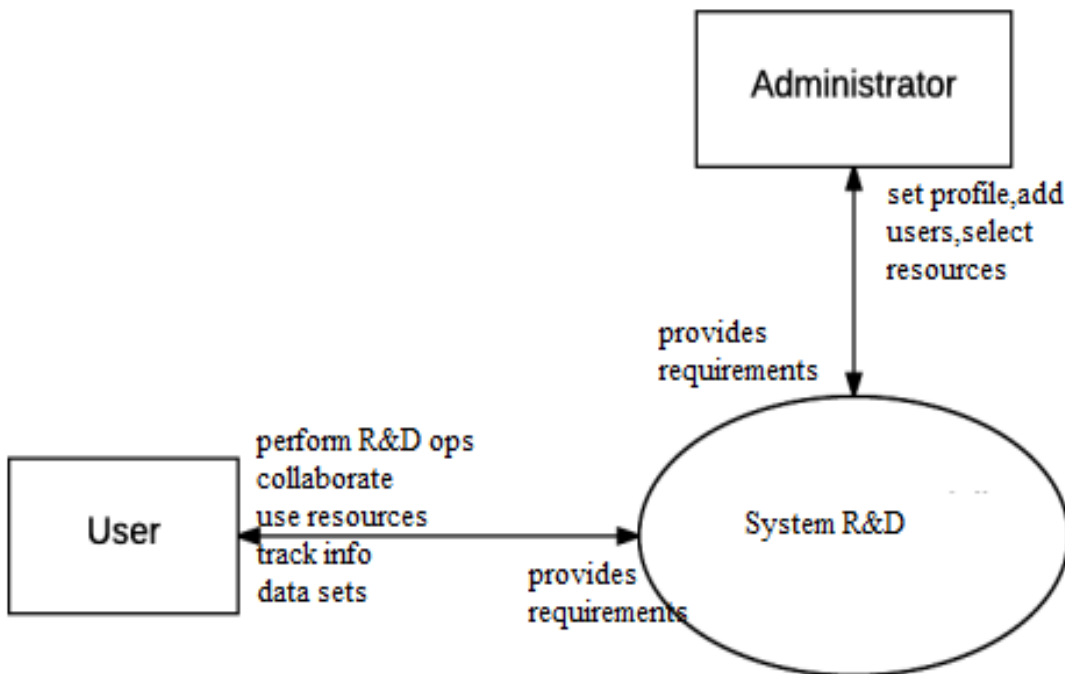 Administrator
set profile,add
users,select
resources
provides
requirements
perform R&D ops
collaborate
use resources
track info
data sets
User
System R&D
provides
requirements